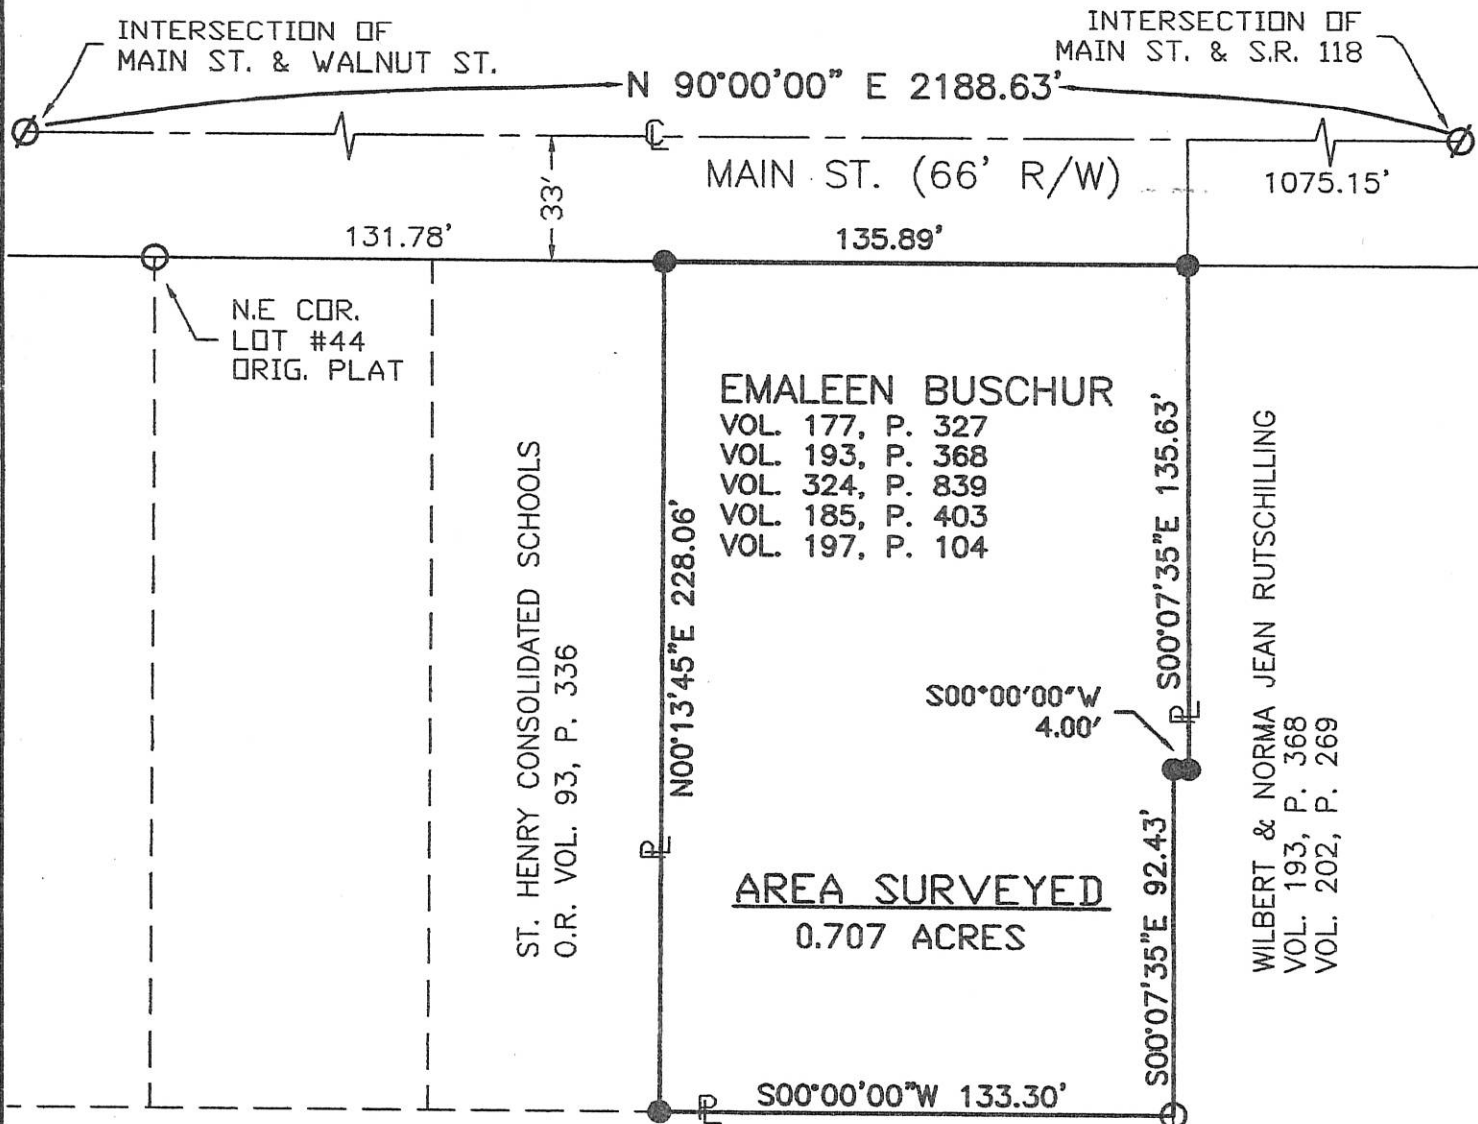 INTERSECTION OF
MAIN ST. & WALNUT ST.
INTERSECTION OF
MAIN ST. & S.R. 118
N 90°00'00" E 2188.63'
℄
MAIN ST. (66' R/W)
1075.15'
33'
131.78'
135.89'
N.E COR.
LOT #44
ORIG. PLAT
EMALEEN BUSCHUR
VOL. 177, P. 327
VOL. 193, P. 368
VOL. 324, P. 839
VOL. 185, P. 403
VOL. 197, P. 104
ST. HENRY CONSOLIDATED SCHOOLS
O.R. VOL. 93, P. 336
N00°13'45"E 228.06'
PL
S00°07'35"E 135.63'
PL
S00°00'00"W
4.00'
WILBERT & NORMA JEAN RUTSCHILLING
VOL. 193, P. 368
VOL. 202, P. 269
AREA SURVEYED
0.707 ACRES
S00°07'35"E 92.43'
PL
S00°00'00"W 133.30'